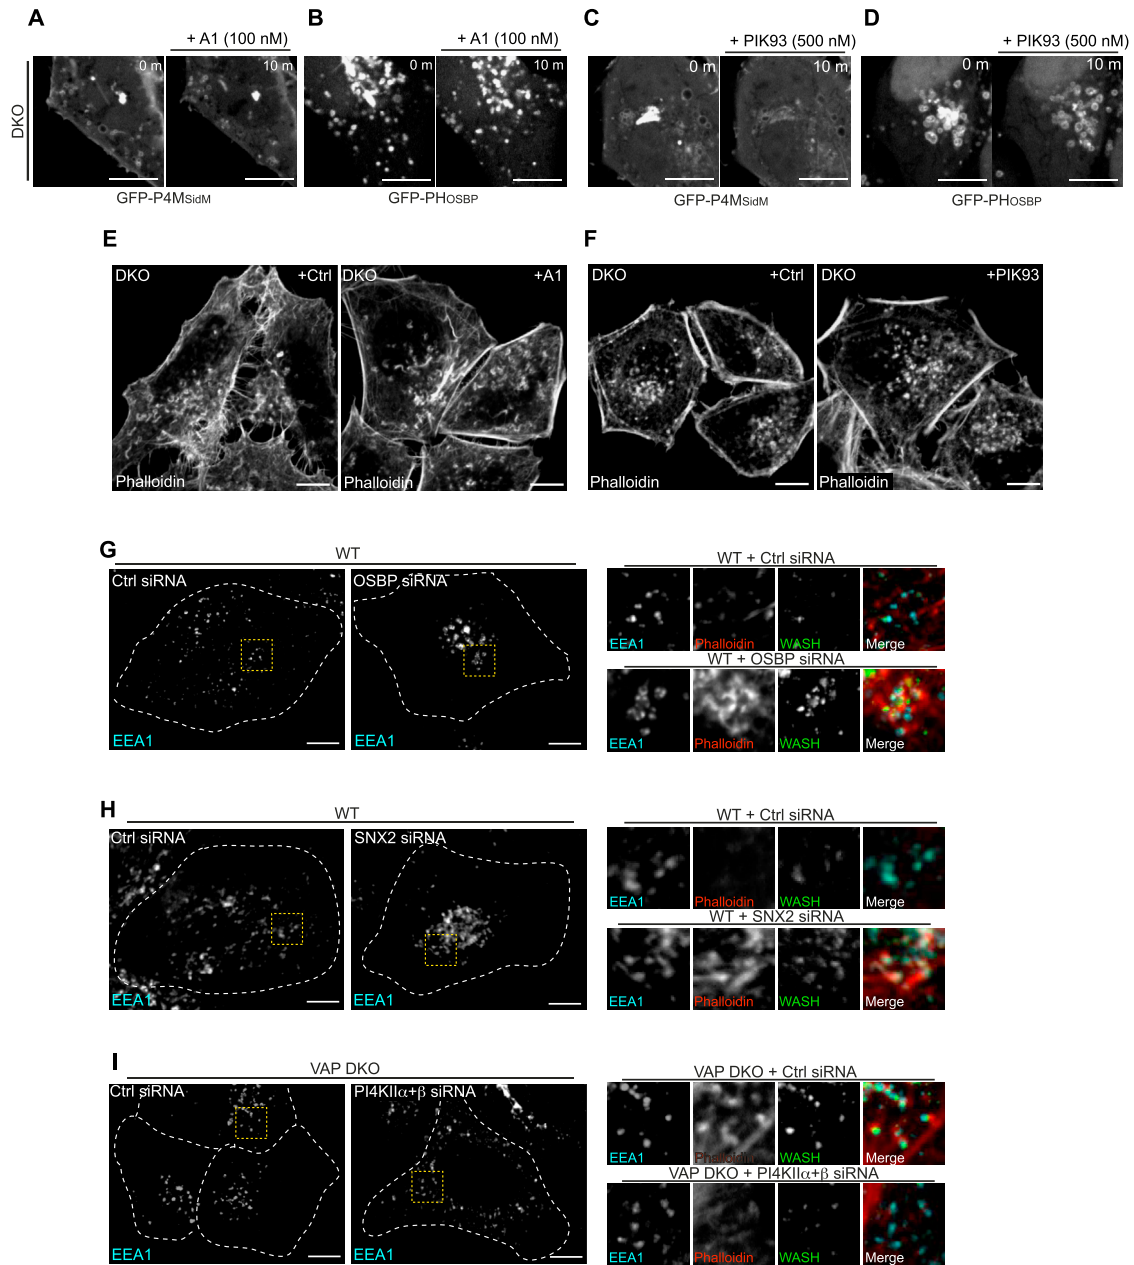 A
B
C
D
+ A1 (100 nM)
+ A1 (100 nM)
+ PIK93 (500 nM)
+ PIK93 (500 nM)
DKO
0 m
10 m
0 m
10 m
0 m
10 m
0 m
10 m
GFP-P4MSidM
GFP-PHOSBP
GFP-P4MSidM
GFP-PHOSBP
E
F
DKO
+Ctrl
DKO
+A1
DKO
+Ctrl
DKO
+PIK93
Phalloidin
Phalloidin
Phalloidin
Phalloidin
G
WT
Ctrl siRNA
OSBP siRNA
EEA1
EEA1
WT + Ctrl siRNA
EEA1
Phalloidin
WASH
Merge
WT + OSBP siRNA
EEA1
Phalloidin
WASH
Merge
H
WT
Ctrl siRNA
SNX2 siRNA
EEA1
EEA1
WT + Ctrl siRNA
EEA1
Phalloidin
WASH
Merge
WT + SNX2 siRNA
EEA1
Phalloidin
WASH
Merge
I
VAP DKO
Ctrl siRNA
PI4KIIα+β siRNA
EEA1
EEA1
VAP DKO + Ctrl siRNA
EEA1
Phalloidin
WASH
Merge
VAP DKO + PI4KIIα+β siRNA
EEA1
Phalloidin
WASH
Merge